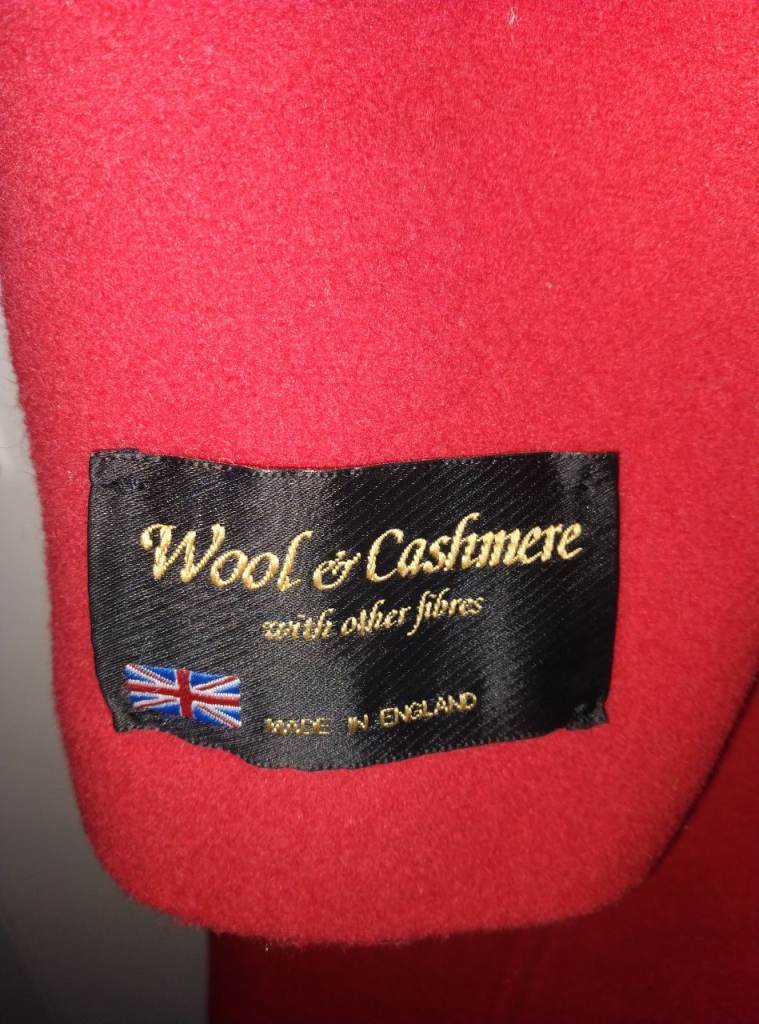 Wool & Cashmere
with other fibres
MADE IN ENGLAND